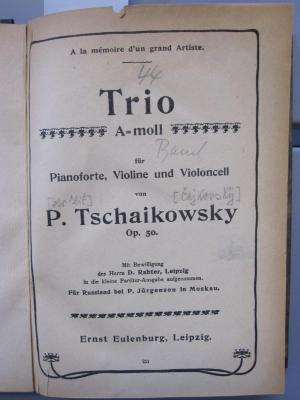 A la mémoire d'un grand Artiste.
44
Trio
A-moll
Band
für
Pianoforte, Violine und Violoncell
von
[Čajkovskij]
P. Tschaikowsky
Op. 50.
Mit Bewilligung
des Herrn D. Rahter, Leipzig
in die kleine Partitur-Ausgabe aufgenommen.
Für Russland bei P. Jürgenson in Moskau.
Ernst Eulenburg, Leipzig.